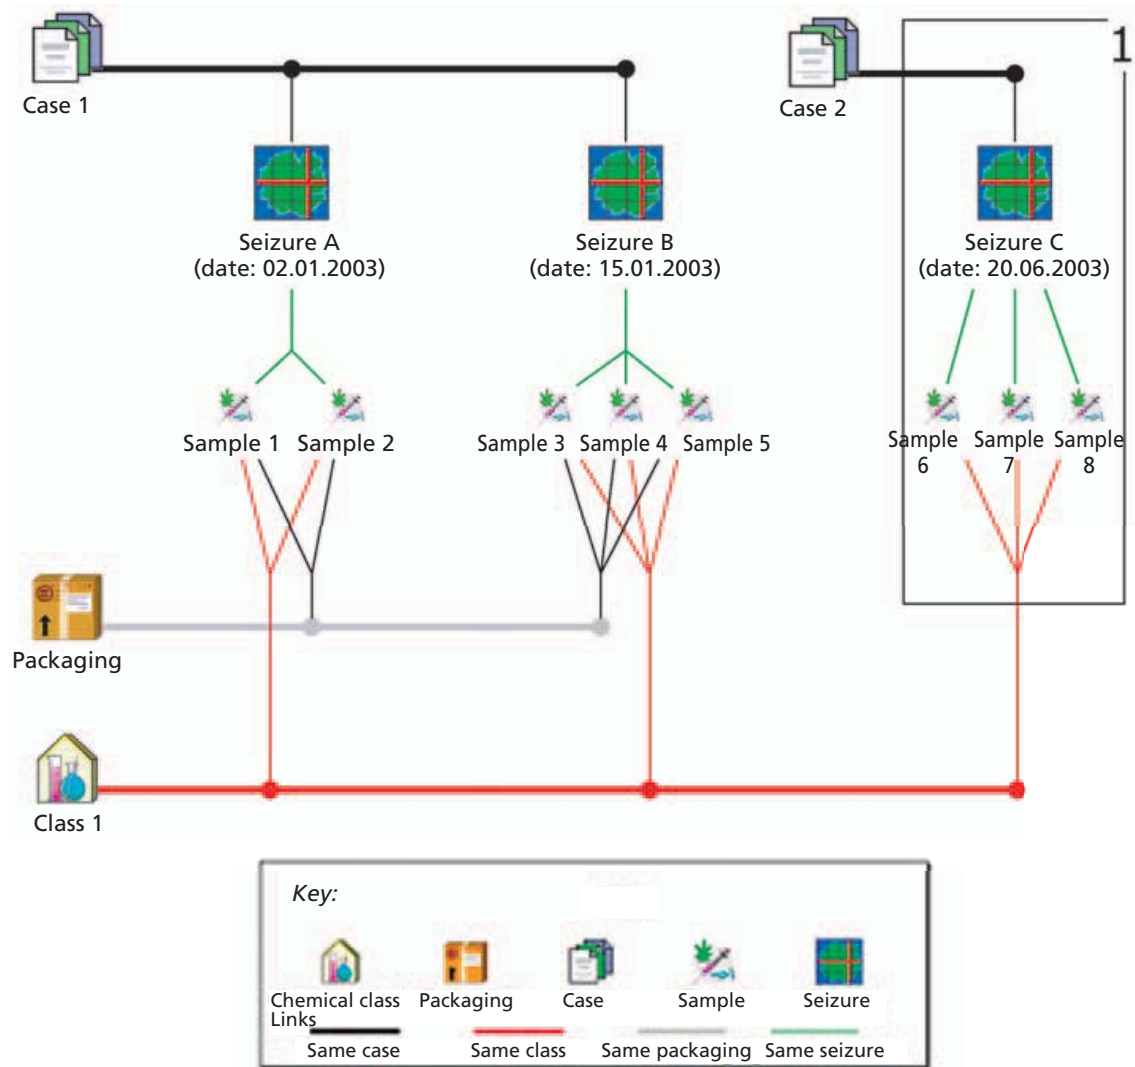 1
Case 1
Case 2
Seizure A
(date: 02.01.2003)
Seizure B
(date: 15.01.2003)
Seizure C
(date: 20.06.2003)
Sample 1 Sample 2
Sample 3 Sample 4 Sample 5
Sample Sample Sample
6 7 8
Packaging
Class 1
Key:
Chemical class Packaging Case Sample Seizure
Links
Same case Same class Same packaging Same seizure